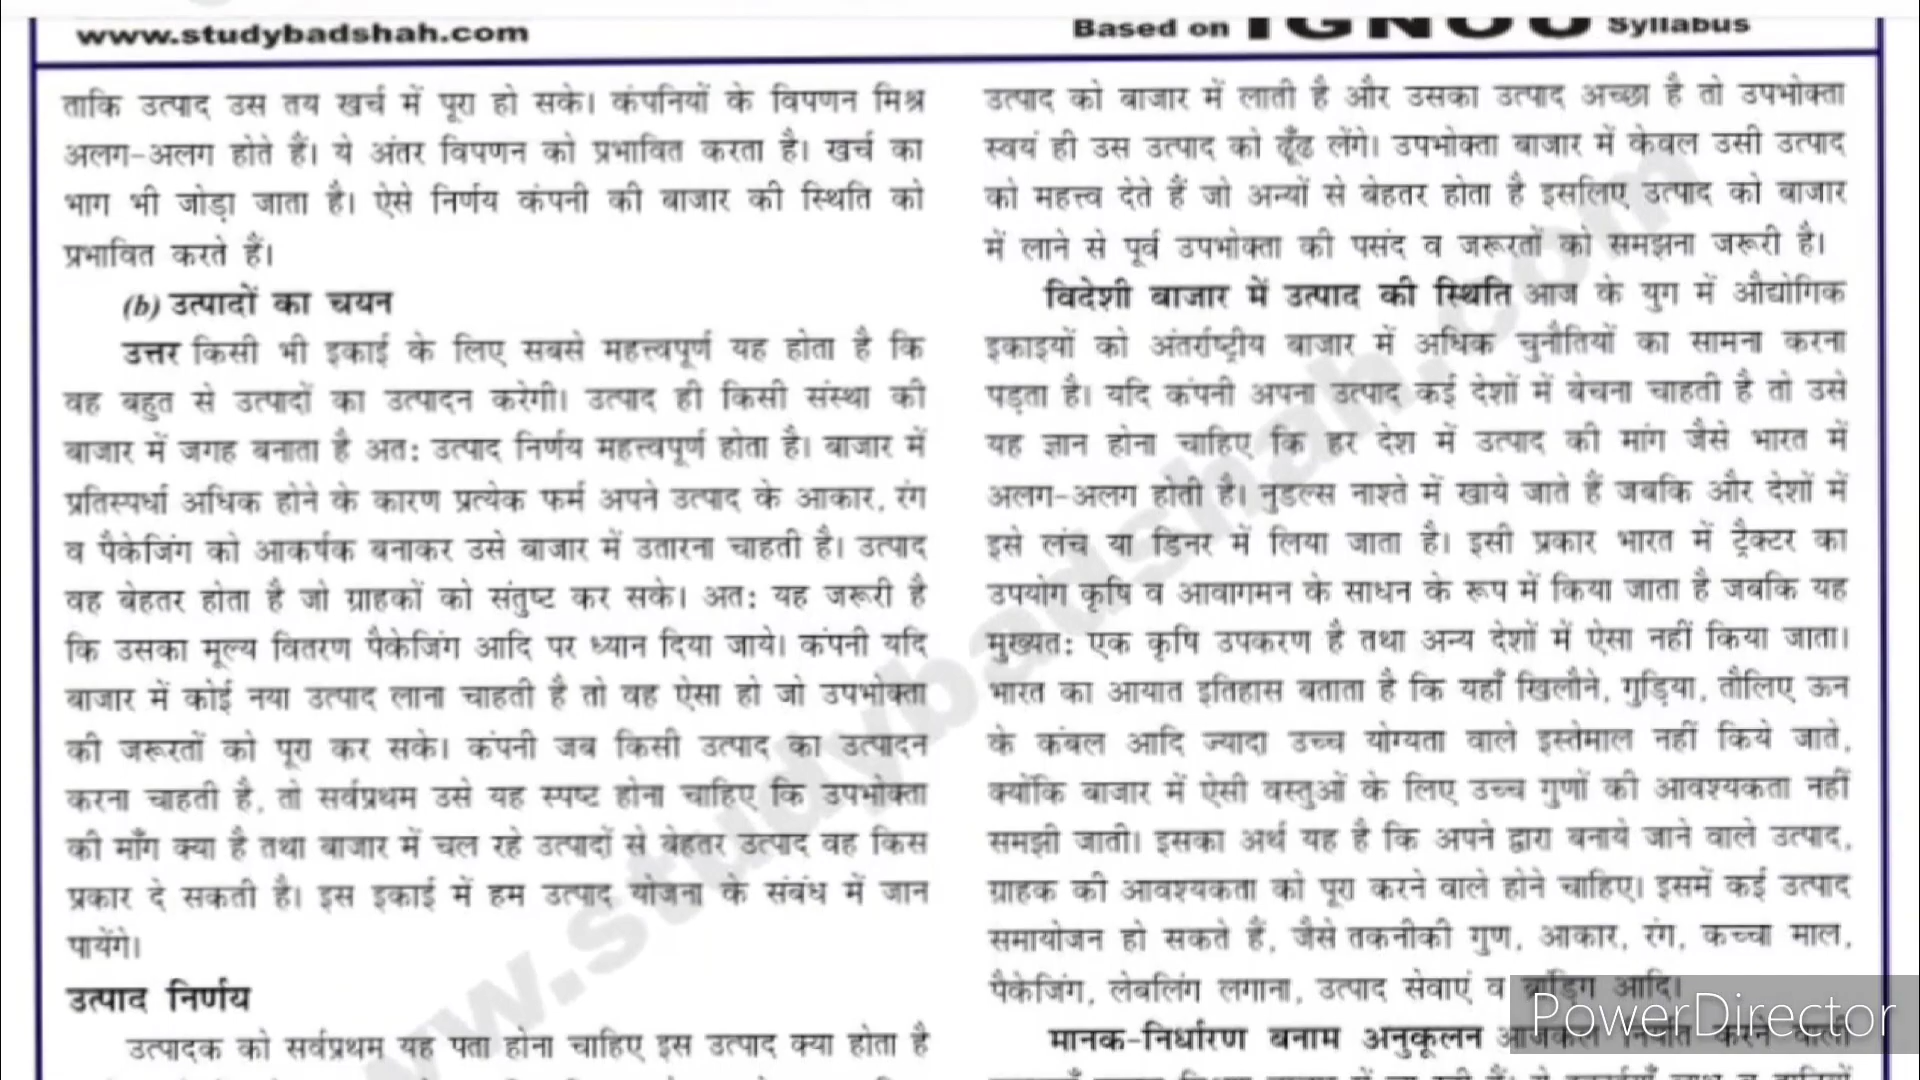 www.studybadshah.com
Based on IGNOU Syllabus
ताकि उत्पाद उस तय खर्च में पूरा हो सके। कंपनियों के विपणन मिश्र
अलग-अलग होते हैं। ये अंतर विपणन को प्रभावित करता है। खर्च का
भाग भी जोड़ा जाता है। ऐसे निर्णय कंपनी की बाजार की स्थिति को
प्रभावित करते हैं।
(b) उत्पादों का चयन
उत्तर किसी भी इकाई के लिए सबसे महत्त्वपूर्ण यह होता है कि
वह बहुत से उत्पादों का उत्पादन करेगी। उत्पाद ही किसी संस्था की
बाजार में जगह बनाता है अत: उत्पाद निर्णय महत्त्वपूर्ण होता है। बाजार में
प्रतिस्पर्धा अधिक होने के कारण प्रत्येक फर्म अपने उत्पाद के आकार, रंग
व पैकेजिंग को आकर्षक बनाकर उसे बाजार में उतारना चाहती है। उत्पाद
वह बेहतर होता है जो ग्राहकों को संतुष्ट कर सके। अत: यह जरूरी है
कि उसका मूल्य वितरण पैकेजिंग आदि पर ध्यान दिया जाये। कंपनी यदि
बाजार में कोई नया उत्पाद लाना चाहती है तो वह ऐसा हो जो उपभोक्ता
की जरूरतों को पूरा कर सके। कंपनी जब किसी उत्पाद का उत्पादन
करना चाहती है, तो सर्वप्रथम उसे यह स्पष्ट होना चाहिए कि उपभोक्ता
की माँग क्या है तथा बाजार में चल रहे उत्पादों से बेहतर उत्पाद वह किस
प्रकार दे सकती है। इस इकाई में हम उत्पाद योजना के संबंध में जान
पायेंगे।
उत्पाद निर्णय
उत्पादक को सर्वप्रथम यह पता होना चाहिए इस उत्पाद क्या होता है
उत्पाद को बाजार में लाती है और उसका उत्पाद अच्छा है तो उपभोक्ता
स्वयं ही उस उत्पाद को ढूँढ लेंगे। उपभोक्ता बाजार में केवल उसी उत्पाद
को महत्त्व देते हैं जो अन्यों से बेहतर होता है इसलिए उत्पाद को बाजार
में लाने से पूर्व उपभोक्ता की पसंद व जरूरतों को समझना जरूरी है।
विदेशी बाजार में उत्पाद की स्थिति आज के युग में औद्योगिक
इकाइयों को अंतर्राष्ट्रीय बाजार में अधिक चुनौतियों का सामना करना
पड़ता है। यदि कंपनी अपना उत्पाद कई देशों में बेचना चाहती है तो उसे
यह ज्ञान होना चाहिए कि हर देश में उत्पाद की मांग जैसे भारत में
अलग-अलग होती है। नुडल्स नाश्ते में खाये जाते हैं जबकि और देशों में
इसे लंच या डिनर में लिया जाता है। इसी प्रकार भारत में ट्रैक्टर का
उपयोग कृषि व आवागमन के साधन के रूप में किया जाता है जबकि यह
मुख्यत: एक कृषि उपकरण है तथा अन्य देशों में ऐसा नहीं किया जाता।
भारत का आयात इतिहास बताता है कि यहाँ खिलौने, गुड़िया, तौलिए ऊन
के कंबल आदि ज्यादा उच्च योग्यता वाले इस्तेमाल नहीं किये जाते,
क्योंकि बाजार में ऐसी वस्तुओं के लिए उच्च गुणों की आवश्यकता नहीं
समझी जाती। इसका अर्थ यह है कि अपने द्वारा बनाये जाने वाले उत्पाद,
ग्राहक की आवश्यकता को पूरा करने वाले होने चाहिए। इसमें कई उत्पाद
समायोजन हो सकते हैं, जैसे तकनीकी गुण, आकार, रंग, कच्चा माल,
पैकेजिंग, लेबलिंग लगाना, उत्पाद सेवाएं व ब्रांडिंग आदि।
मानक-निर्धारण बनाम अनुकूलन आजकल निर्यात करने वाली
www.studybadshah.com
PowerDirector